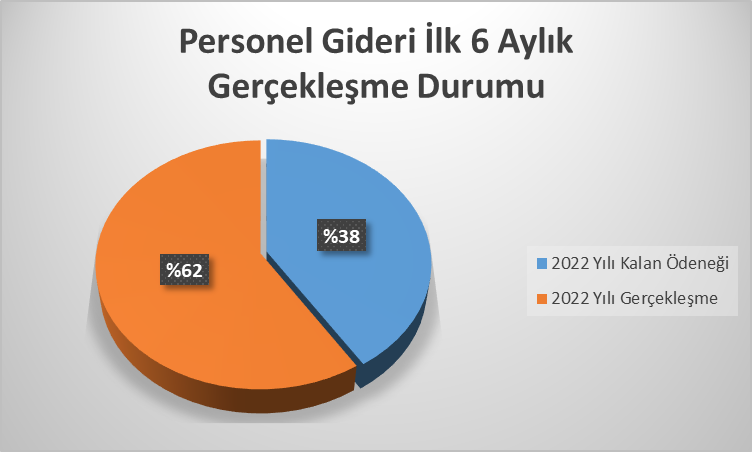 Personel Gideri İlk 6 Aylık
Gerçekleşme Durumu
%38
%62
2022 Yılı Kalan Ödeneği
2022 Yılı Gerçekleşme